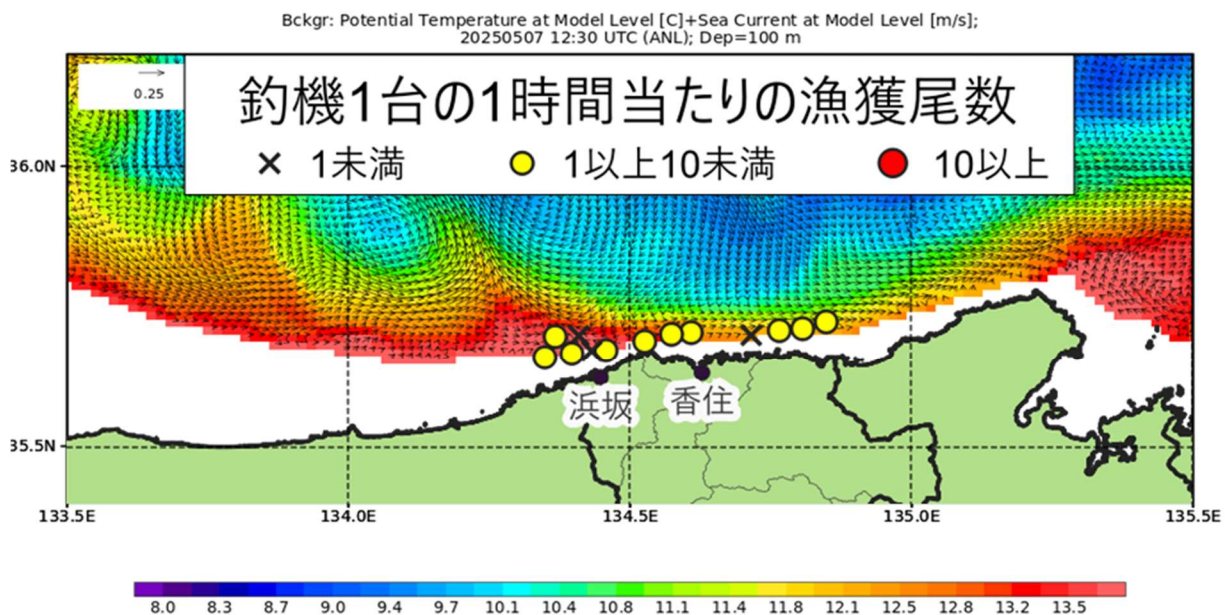 Bckgr: Potential Temperature at Model Level [C]+Sea Current at Model Level [m/s];
20250507 12:30 UTC (ANL); Dep=100 m
0.25
釣機1台の1時間当たりの漁獲尾数
1未満 1以上10未満 10以上
36.0N
浜坂 香住
35.5N
133.5E 134.0E 134.5E 135.0E 135.5E
8.0 8.3 8.7 9.0 9.4 9.7 10.1 10.4 10.8 11.1 11.4 11.8 12.1 12.5 12.8 13.2 13.5